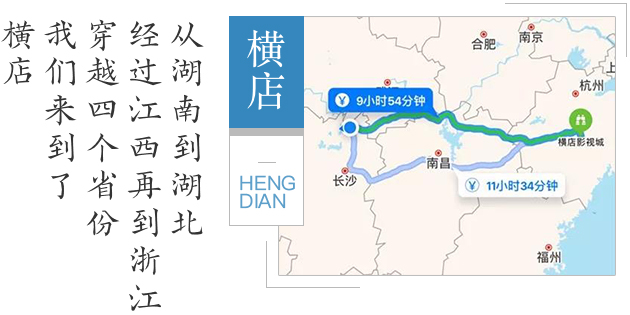 从湖南到湖北
经过江西再到浙江
穿越四个省份
我们来到了
横店
横店
HENG
DIAN
合肥
南京
杭州
9小时54分钟
横店影视城
南昌
长沙
11小时34分钟
福州